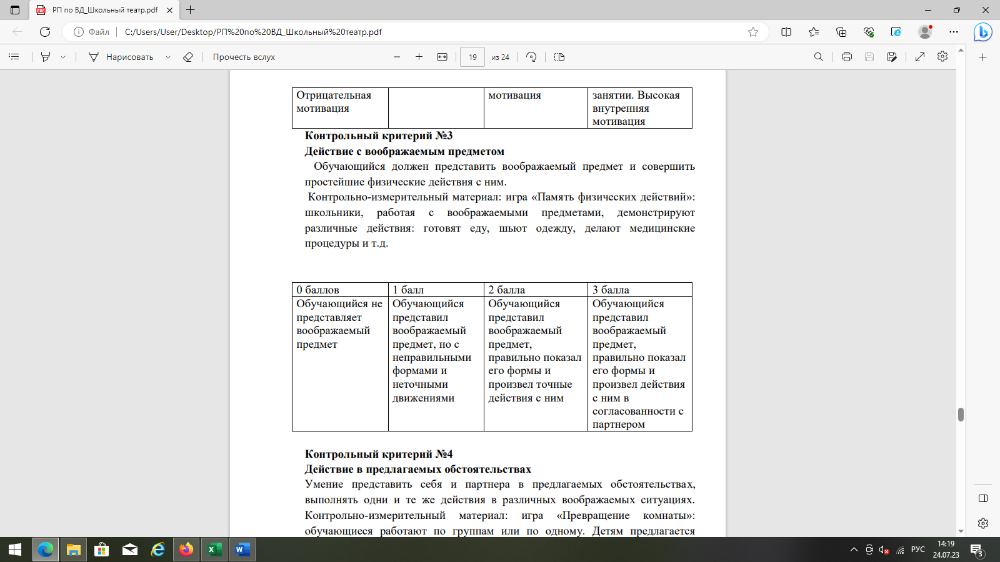 РП по ВД_Школьный театр.pdf
Файл
C:/Users/User/Desktop/РП%20по%20ВД_Школьный%20театр.pdf
Нарисовать
Прочесть вслух
19
из 24
Отрицательная мотивация
мотивация
занятии. Высокая внутренняя мотивация
Контрольный критерий №3
Действие с воображаемым предметом
Обучающийся должен представить воображаемый предмет и совершить
простейшие физические действия с ним.
Контрольно-измерительный материал: игра «Память физических действий»:
школьники, работая с воображаемыми предметами, демонстрируют
различные действия: готовят еду, шьют одежду, делают медицинские
процедуры и т.д.
0 баллов
1 балл
2 балла
3 балла
Обучающийся не
представляет
воображаемый
предмет
Обучающийся
представил
воображаемый
предмет, но с
неправильными
формами и
неточными
движениями
Обучающийся
представил
воображаемый
предмет,
правильно показал
его формы и
произвел точные
действия с ним
Обучающийся
представил
воображаемый
предмет,
правильно показал
его формы и
произвел действия
с ним в
согласованности с
партнером
Контрольный критерий №4
Действие в предлагаемых обстоятельствах
Умение представить себя и партнера в предлагаемых обстоятельствах,
выполнять одни и те же действия в различных воображаемых ситуациях.
Контрольно-измерительный материал: игра «Превращение комнаты»:
обучающиеся работают по группам или по одному. Детям предлагается
РУС
14:19
24.07.23
3